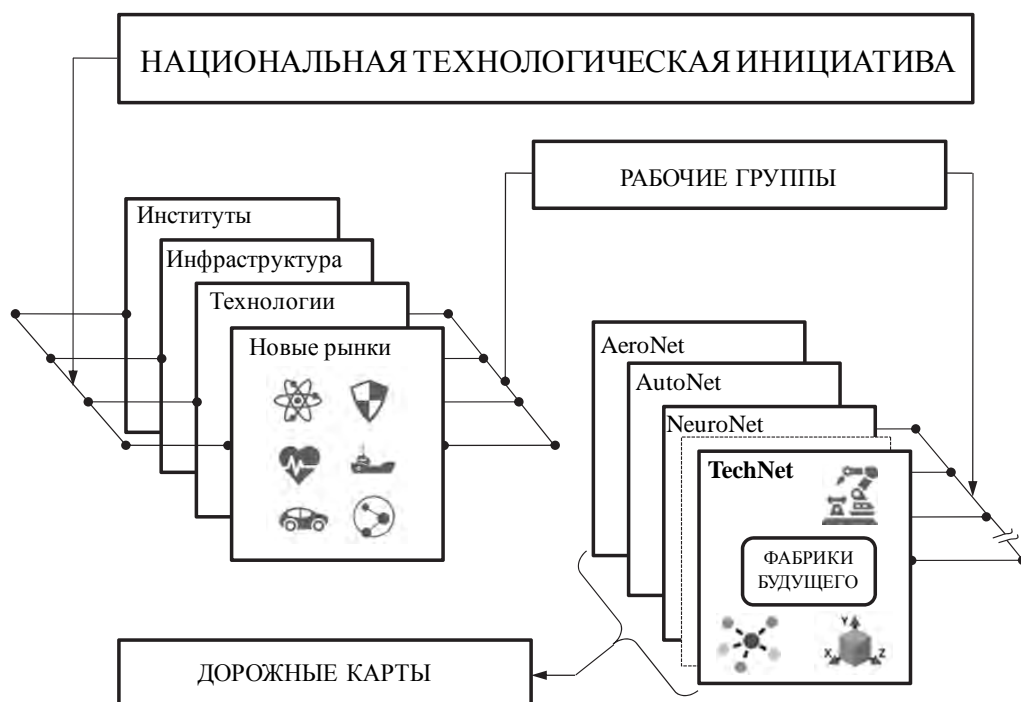 НАЦИОНАЛЬНАЯ ТЕХНОЛОГИЧЕСКАЯ ИНИЦИАТИВА
РАБОЧИЕ ГРУППЫ
Институты
Инфраструктура
Технологии
Новые рынки
AeroNet
AutoNet
NeuroNet
TechNet
ФАБРИКИ
БУДУЩЕГО
Y
X
Z
ДОРОЖНЫЕ КАРТЫ